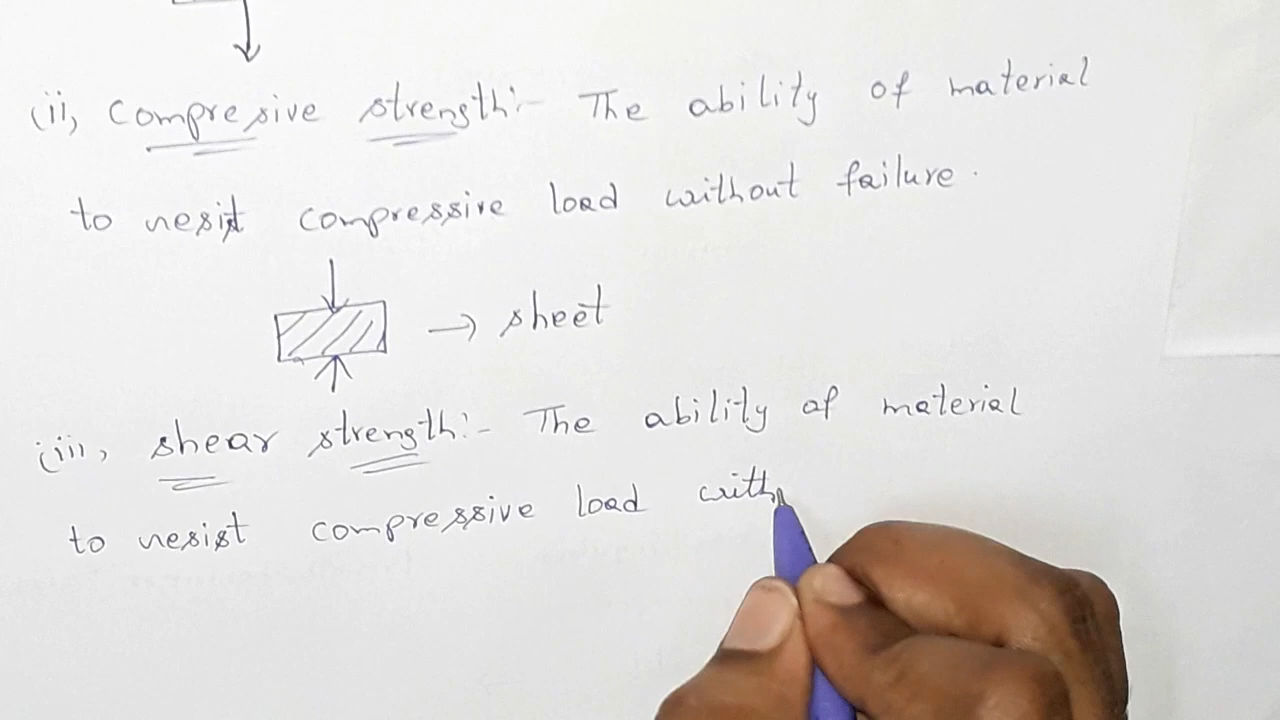 (ii) Compresive strength:- The ability of material
to resist compressive load without failure.
→ sheet
(iii) shear strength:- The ability of material
to resist compressive load with